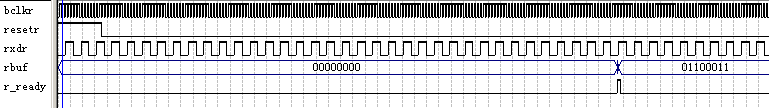 bclkr
resetr
rxdr
rbuf 00000000 01100011
r_ready